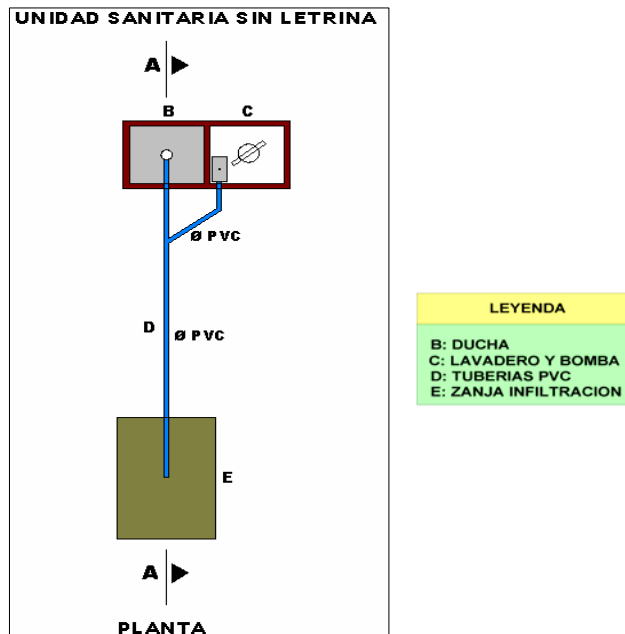 UNIDAD SANITARIA SIN LETRINA
A
B C
Ø PVC
D Ø PVC
E
A
PLANTA
LEYENDA
B: DUCHA
C: LAVADERO Y BOMBA
D: TUBERIAS PVC
E: ZANJA INFILTRACION